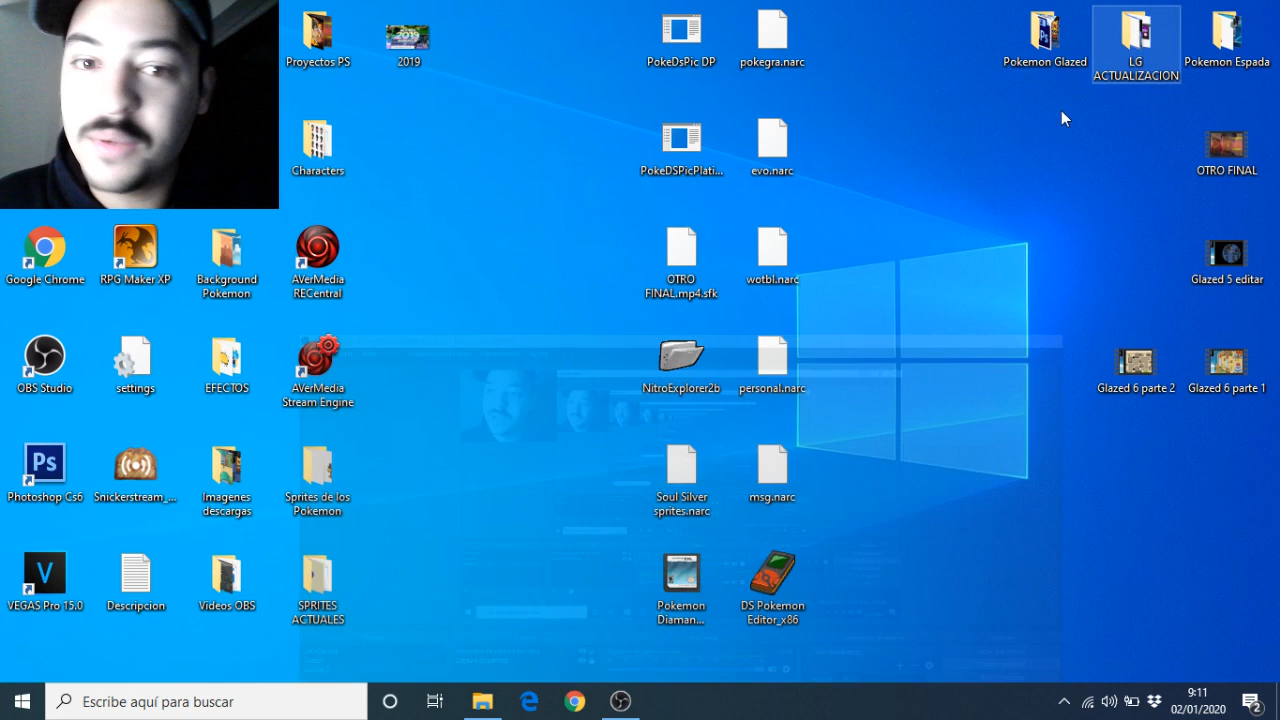 Proyectos PS
2019
PokeDsPic DP
pokegra.narc
Pokemon Glazed
LG
ACTUALIZACION
Pokemon Espada
Characters
PokeDSPicPlati...
evo.narc
OTRO FINAL
Google Chrome
RPG Maker XP
Background
Pokemon
AVerMedia
RECentral
OTRO
FINAL.mp4.sfk
wotbl.narc
Glazed 5 editar
OBS Studio
settings
EFECTOS
AVerMedia
Stream Engine
NitroExplorer2b
personal.narc
Glazed 6 parte 2
Glazed 6 parte 1
Ps
Photoshop Cs6
Snickerstream_...
Imagenes
descargas
Sprites de los
Pokemon
Soul Silver
sprites.narc
msg.narc
V
VEGAS Pro 15.0
Descripcion
Videos OBS
SPRITES
ACTUALES
Pokemon
Diaman...
DS Pokemon
Editor_x86
Escribe aquí para buscar
9:11
02/01/2020
2